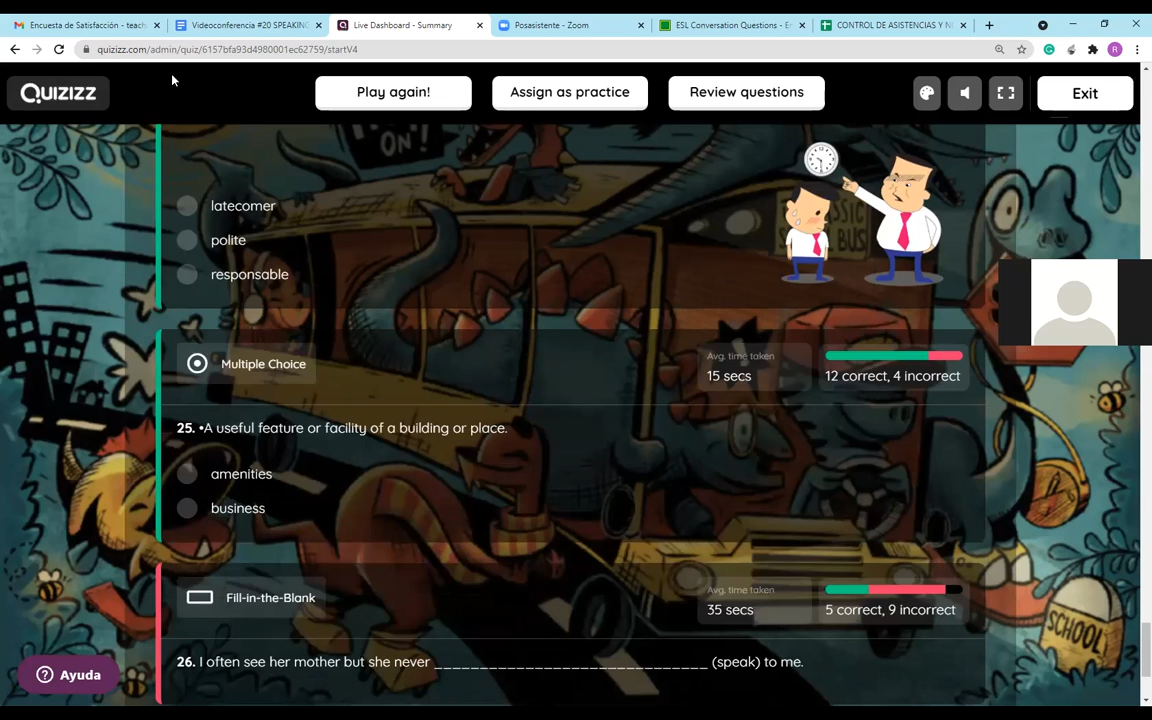 Encuesta de Satisfacción - teach
Videoconferencia #20 SPEAKING
Live Dashboard - Summary
Posasistente - Zoom
ESL Conversation Questions - En
CONTROL DE ASISTENCIAS Y N
quizizz.com/admin/quiz/6157bfa93d4980001ec62759/startV4
R
Quizizz
Play again!
Assign as practice
Review questions
Exit
ON!
latecomer
polite
responsable
SSIC
BUS
Multiple Choice
Avg. time taken
15 secs
12 correct, 4 incorrect
25. •A useful feature or facility of a building or place.
amenities
business
Fill-in-the-Blank
Avg. time taken
35 secs
5 correct, 9 incorrect
26. I often see her mother but she never ______________________________ (speak) to me.
SCHOOL
Ayuda